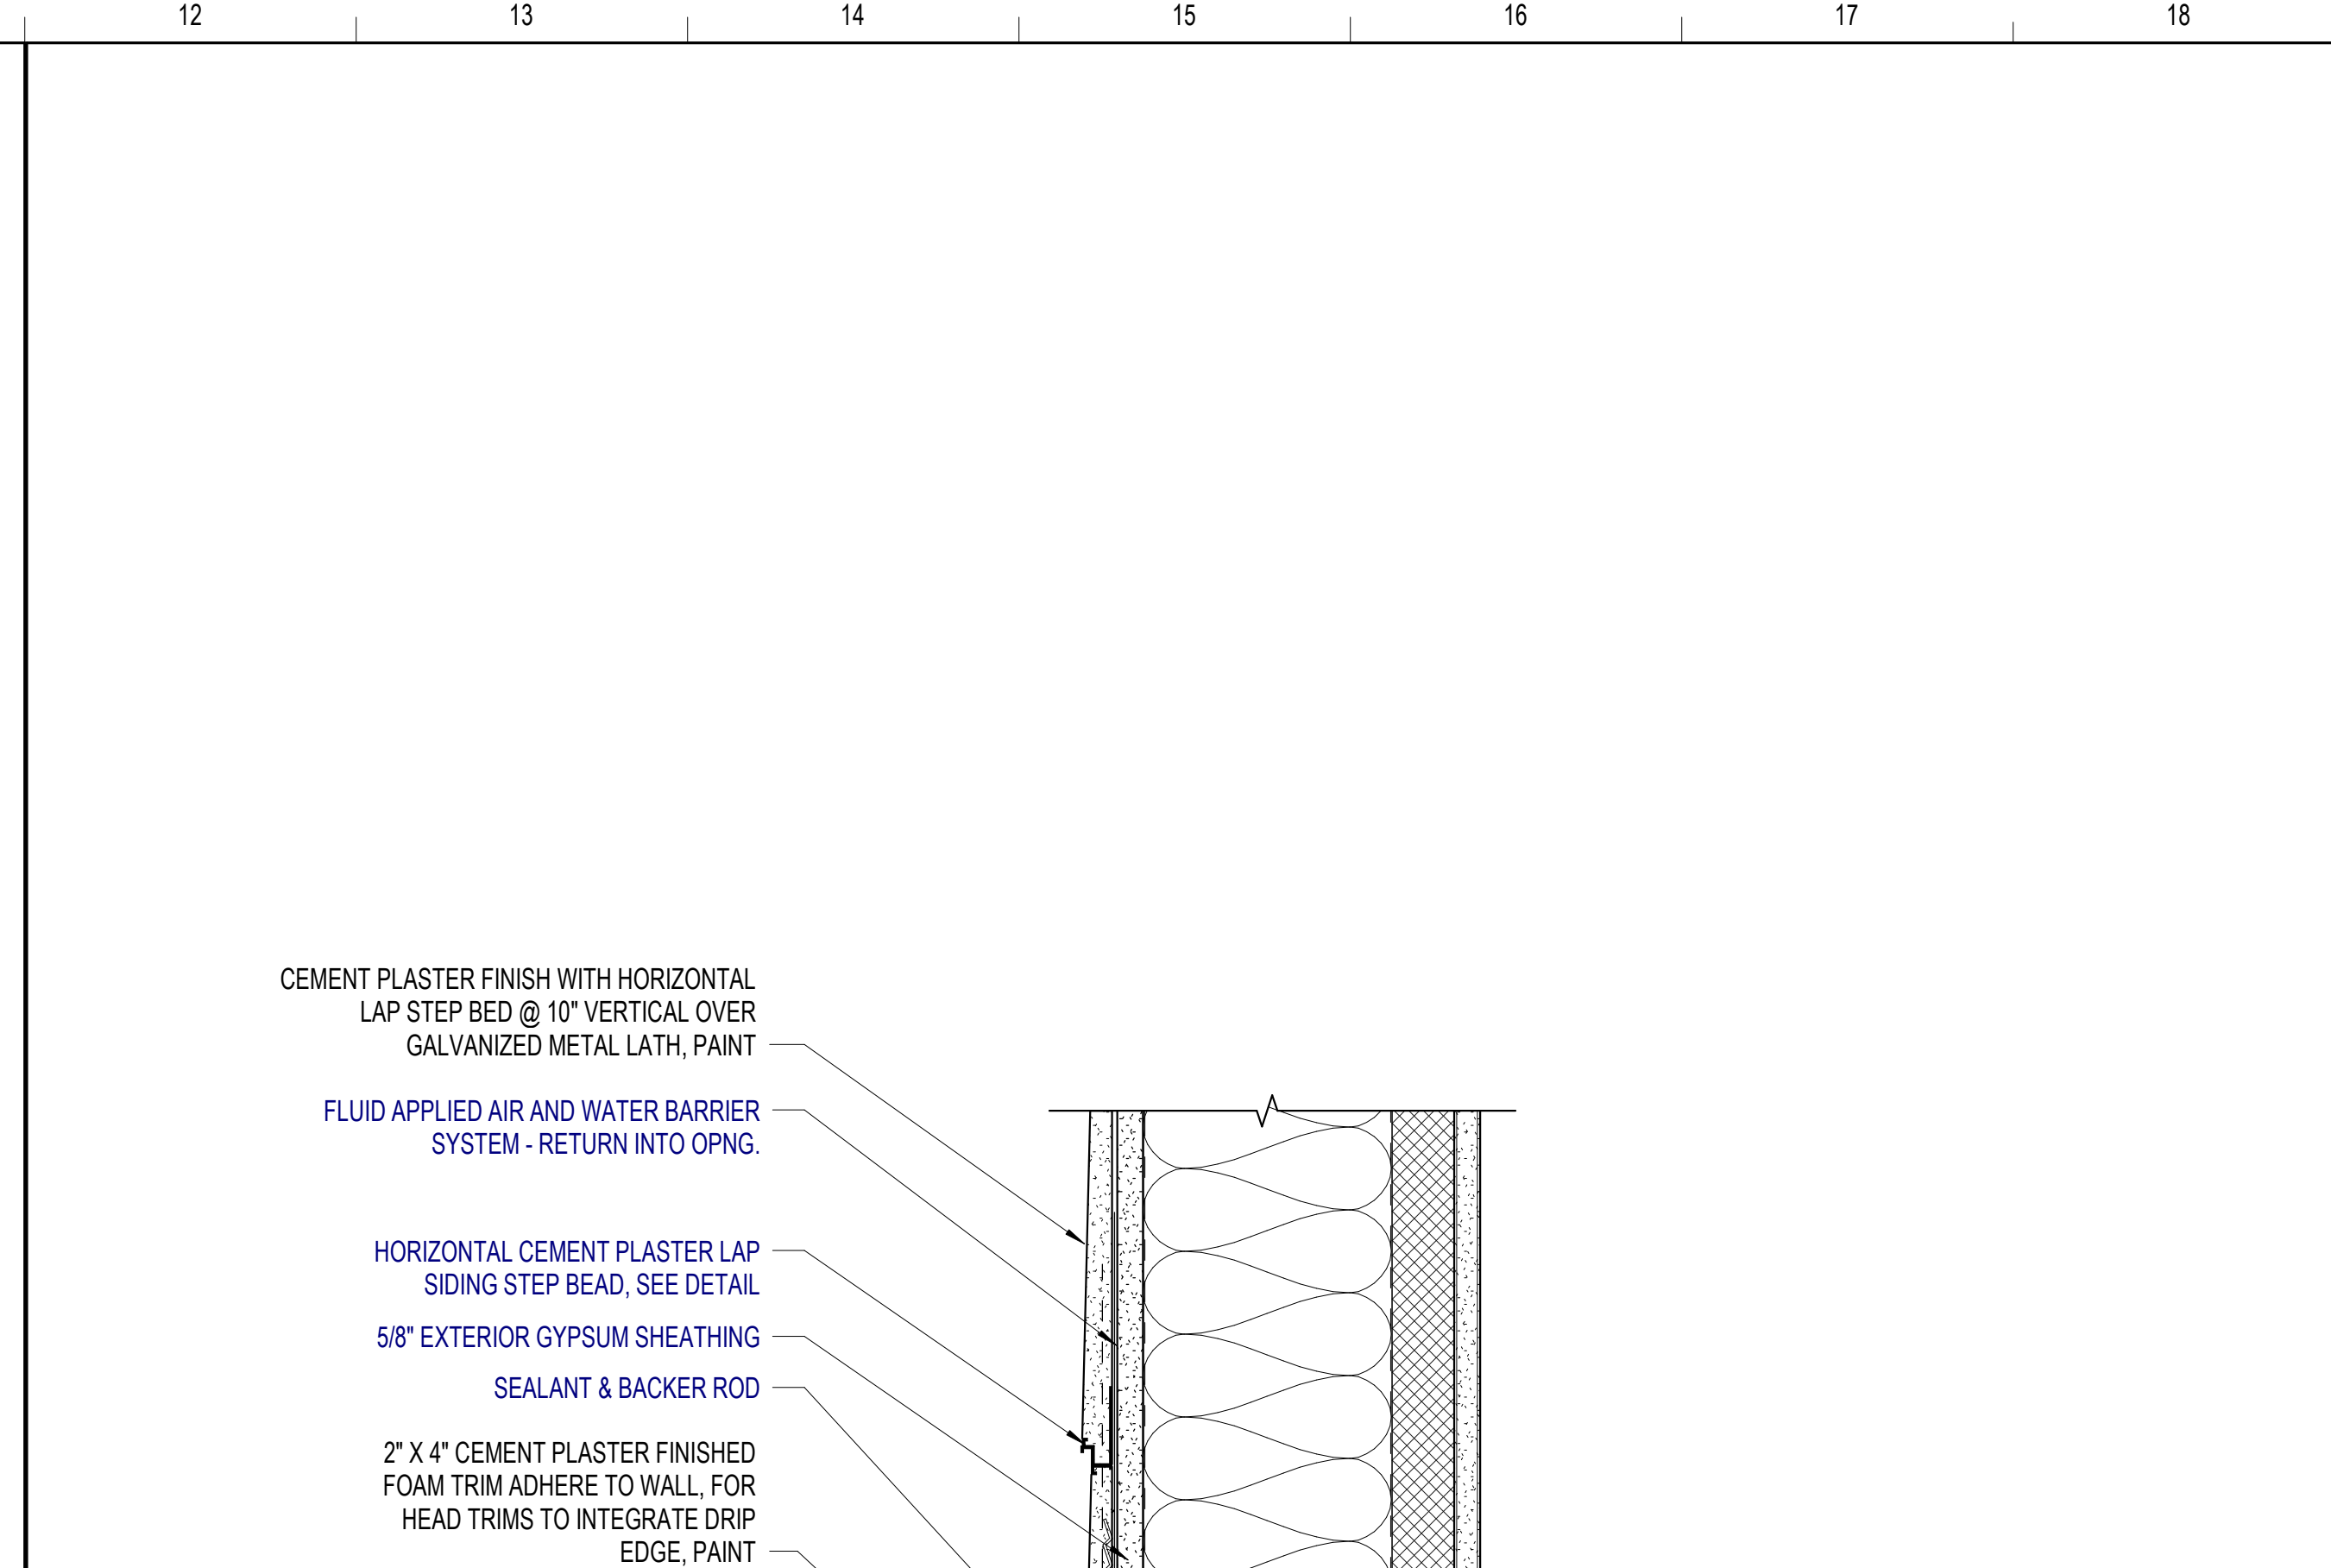 12 13 14 15 16 17 18
CEMENT PLASTER FINISH WITH HORIZONTAL
LAP STEP BED @ 10" VERTICAL OVER
GALVANIZED METAL LATH, PAINT
FLUID APPLIED AIR AND WATER BARRIER
SYSTEM - RETURN INTO OPNG.
HORIZONTAL CEMENT PLASTER LAP
SIDING STEP BEAD, SEE DETAIL
5/8" EXTERIOR GYPSUM SHEATHING
SEALANT & BACKER ROD
2" X 4" CEMENT PLASTER FINISHED
FOAM TRIM ADHERE TO WALL, FOR
HEAD TRIMS TO INTEGRATE DRIP
EDGE, PAINT